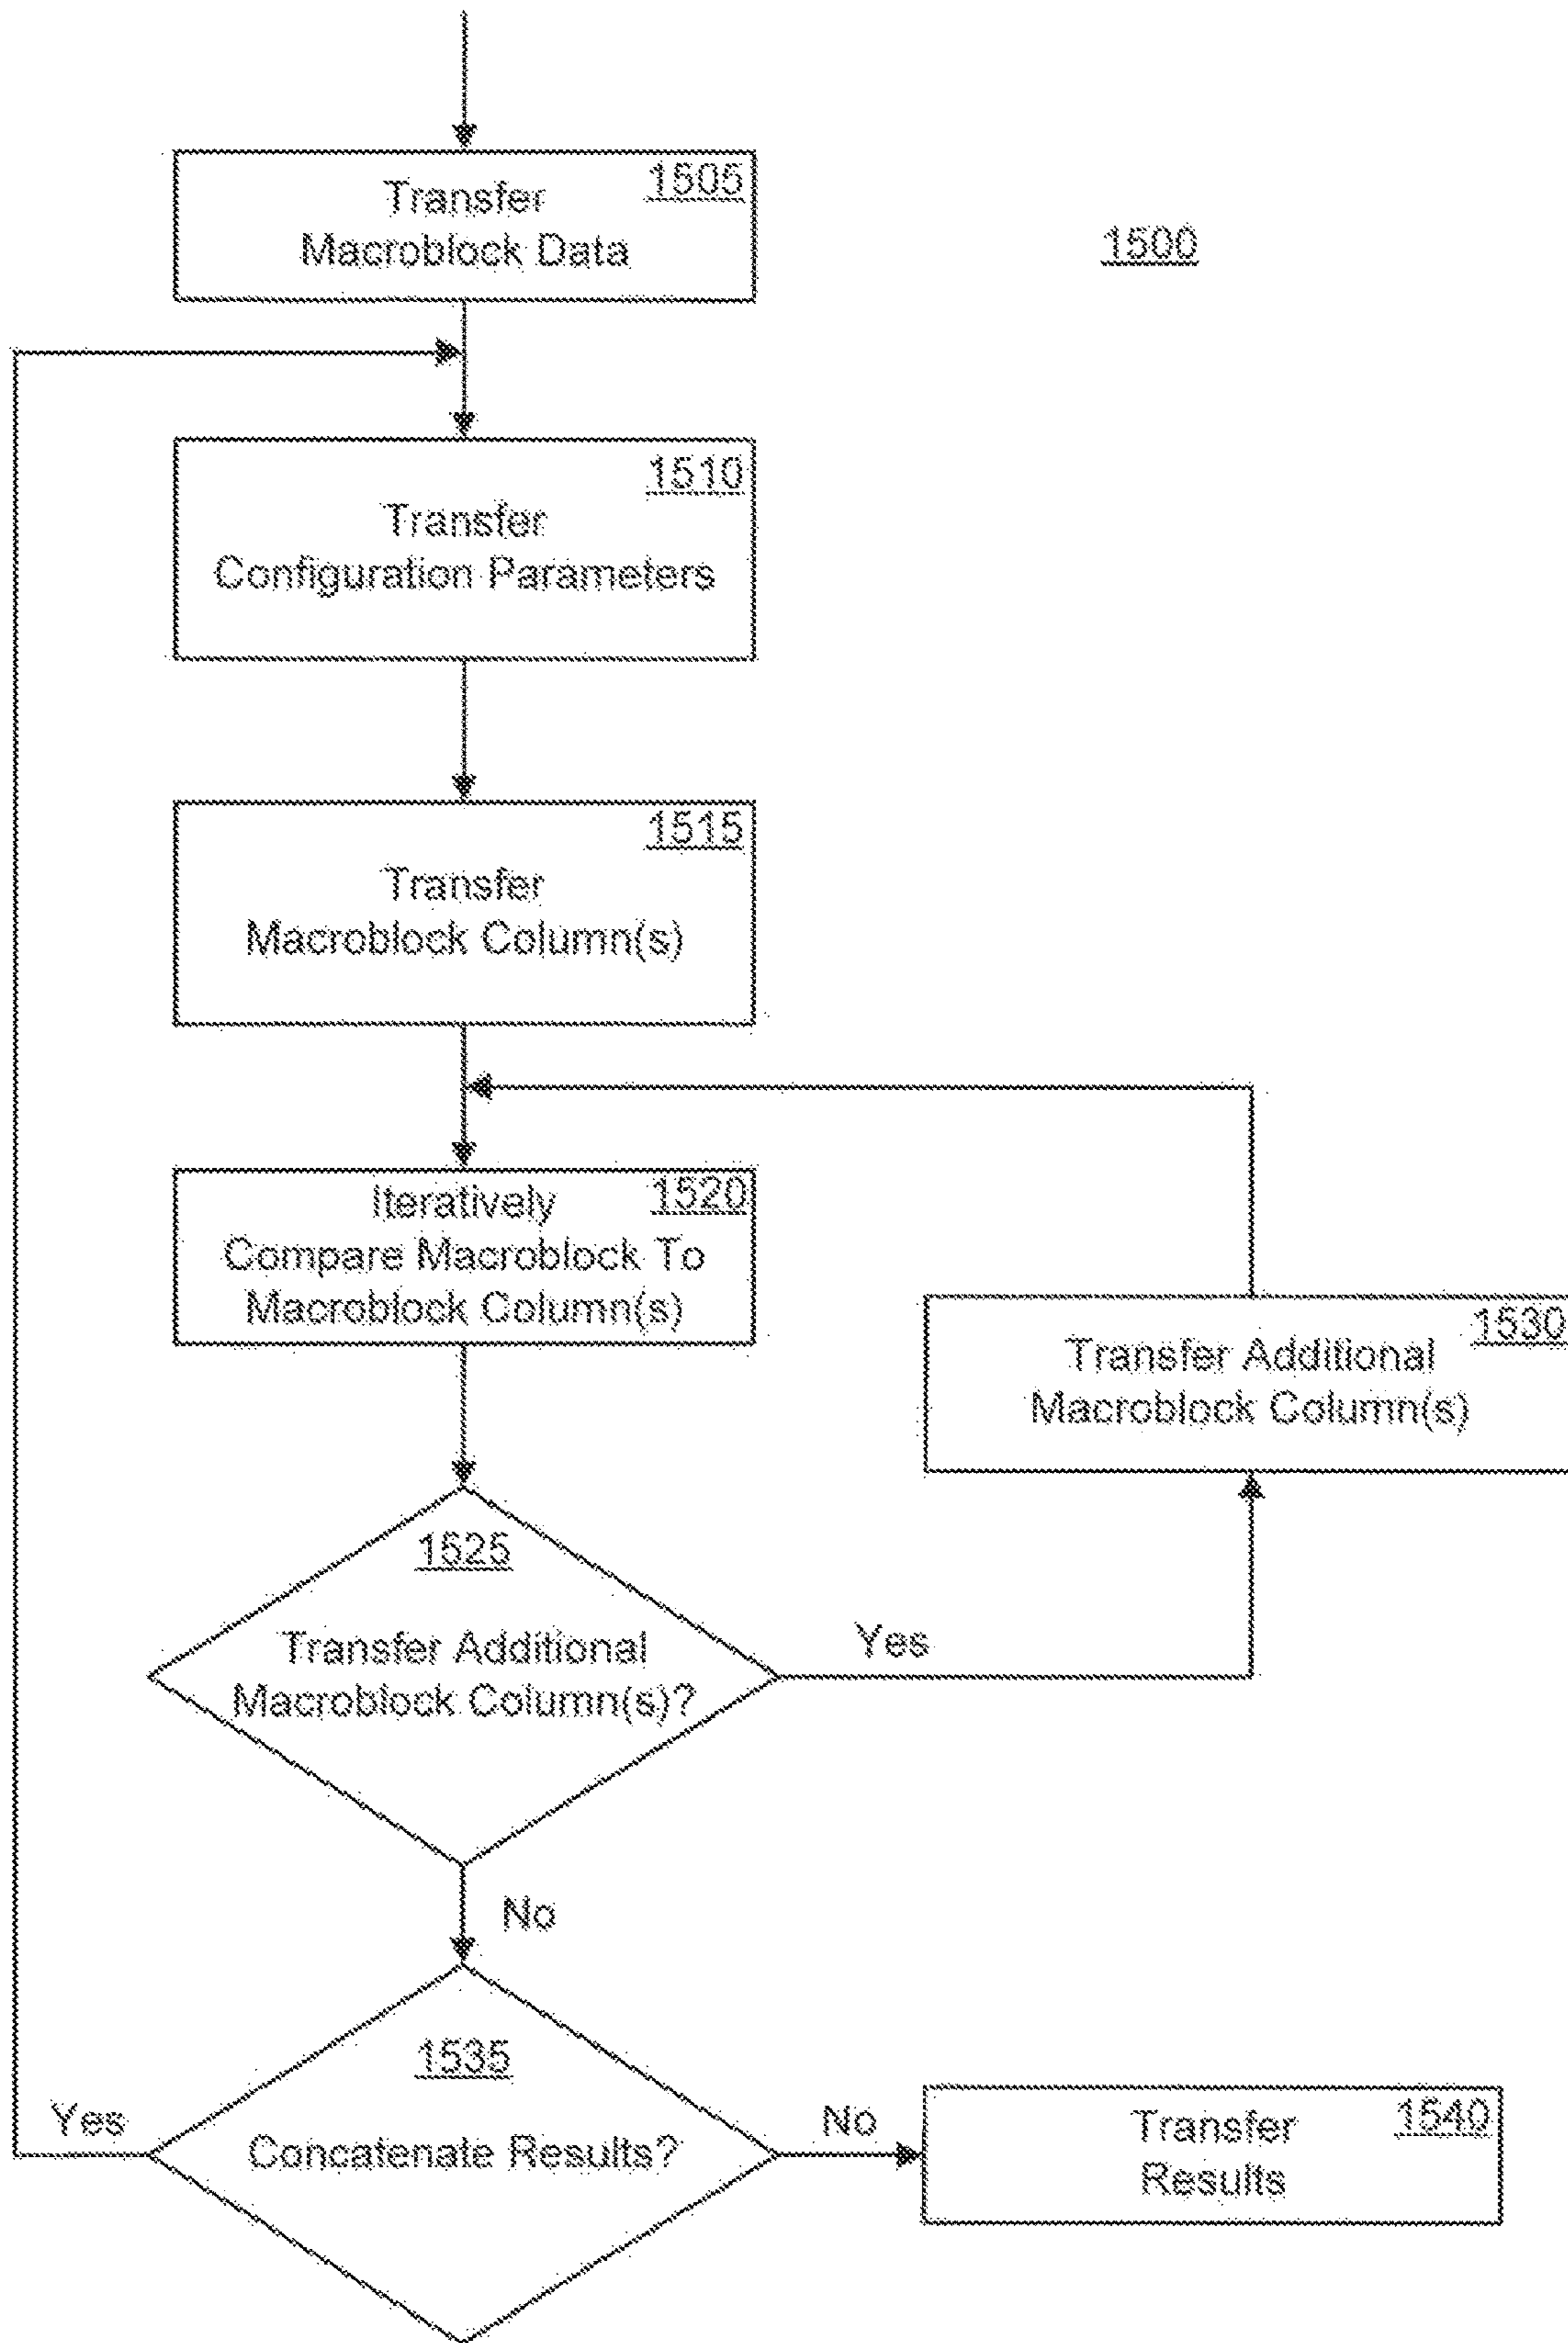 1505
Transfer
Macroblock Data
1500
1510
Transfer
Configuration Parameters
1515
Transfer
Macroblock Column(s)
1520
Iteratively
Compare Macroblock To
Macroblock Column(s)
1530
Transfer Additional
Macroblock Column(s)
1525
Transfer Additional
Macroblock Column(s)?
Yes
No
1535
Concatenate Results?
Yes
No
1540
Transfer
Results